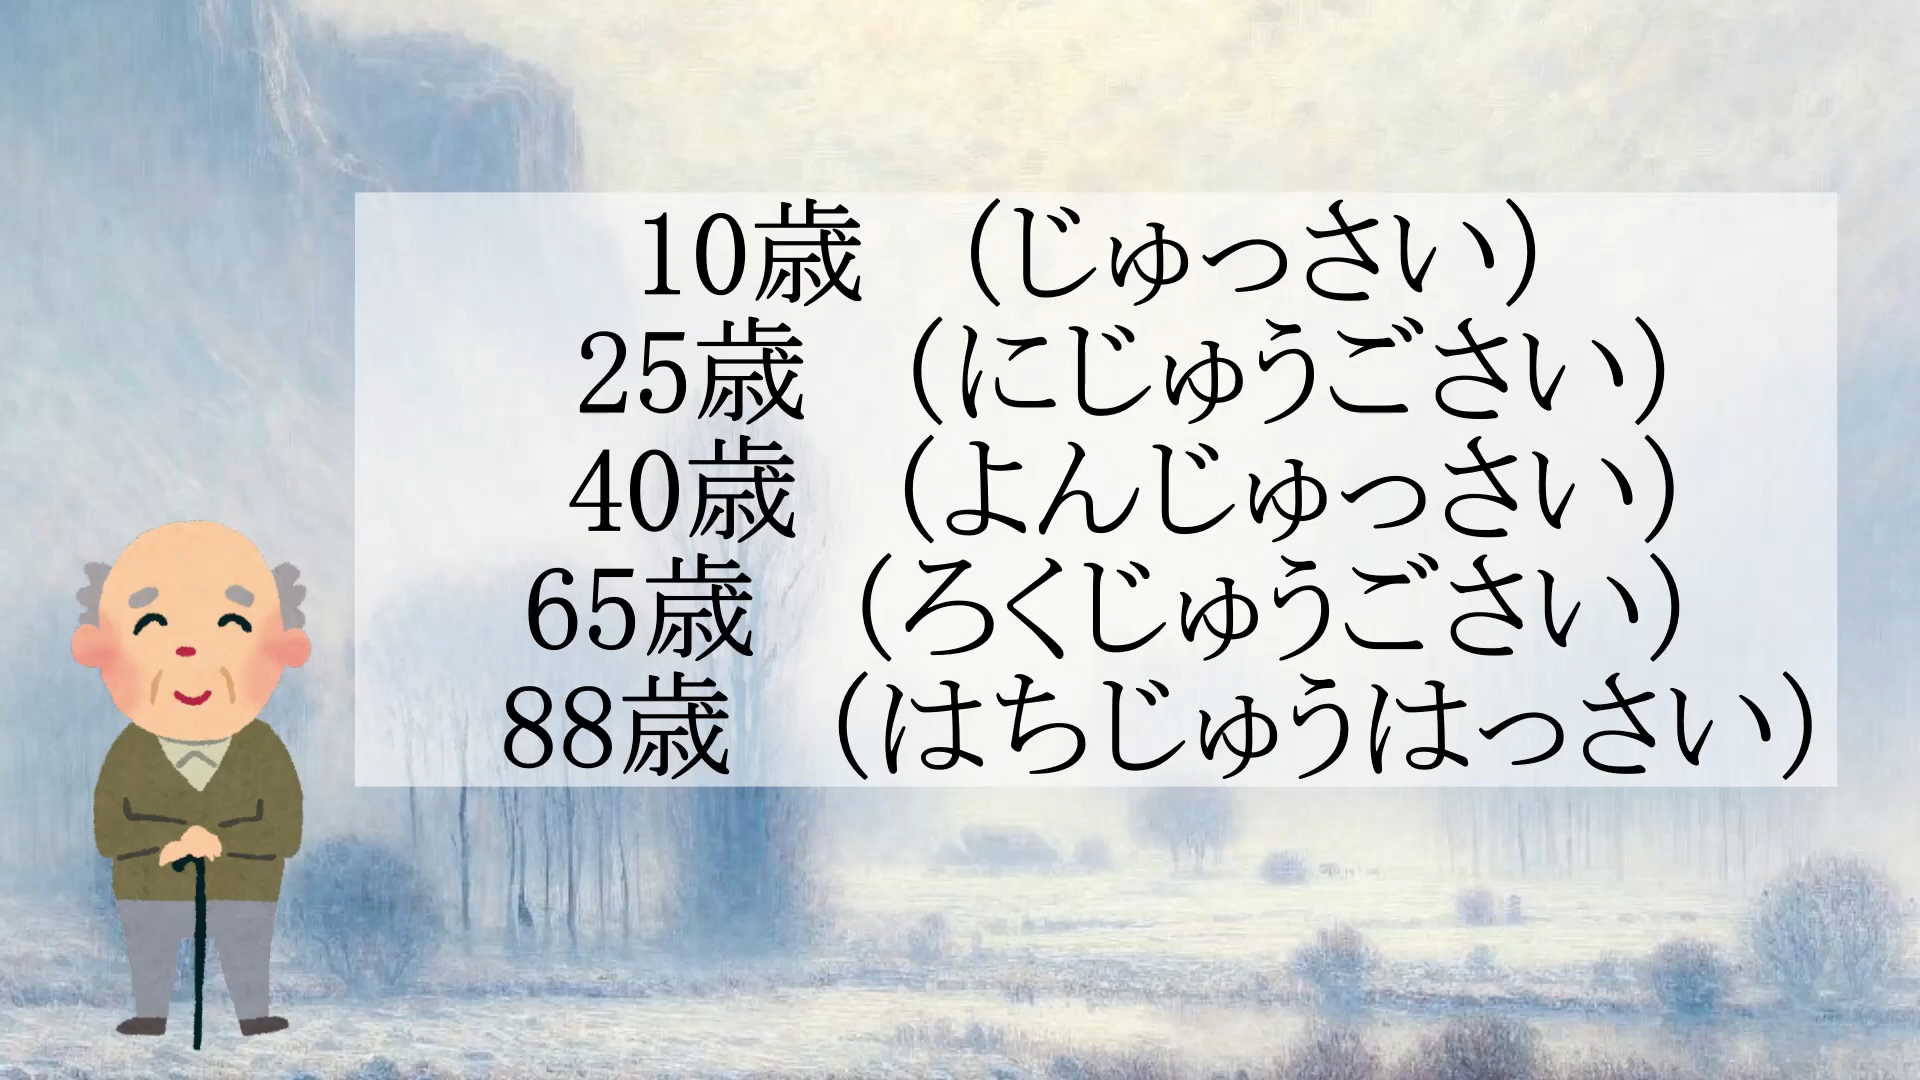 10歳　（じゅっさい）
25歳　（にじゅうごさい）
40歳　（よんじゅっさい）
65歳　（ろくじゅうごさい）
88歳　（はちじゅうはっさい）